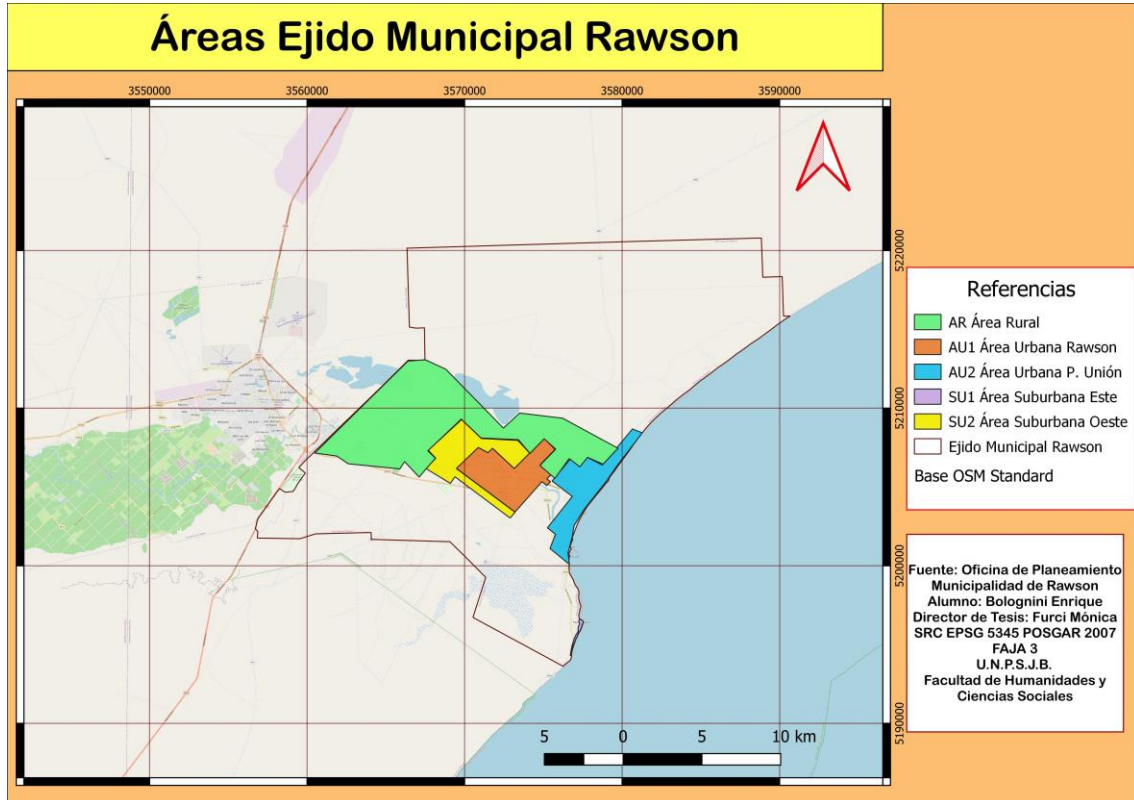 Áreas Ejido Municipal Rawson
3550000
3560000
3570000
3580000
3590000
5220000
5210000
5200000
5190000
Referencias
AR Área Rural
AU1 Área Urbana Rawson
AU2 Área Urbana P. Unión
SU1 Área Suburbana Este
SU2 Área Suburbana Oeste
Ejido Municipal Rawson
Base OSM Standard
Fuente: Oficina de Planeamiento
Municipalidad de Rawson
Alumno: Bolognini Enrique
Director de Tesis: Furci Mónica
SRC EPSG 5345 POSGAR 2007
FAJA 3
U.N.P.S.J.B.
Facultad de Humanidades y
Ciencias Sociales
5
0
5
10 km